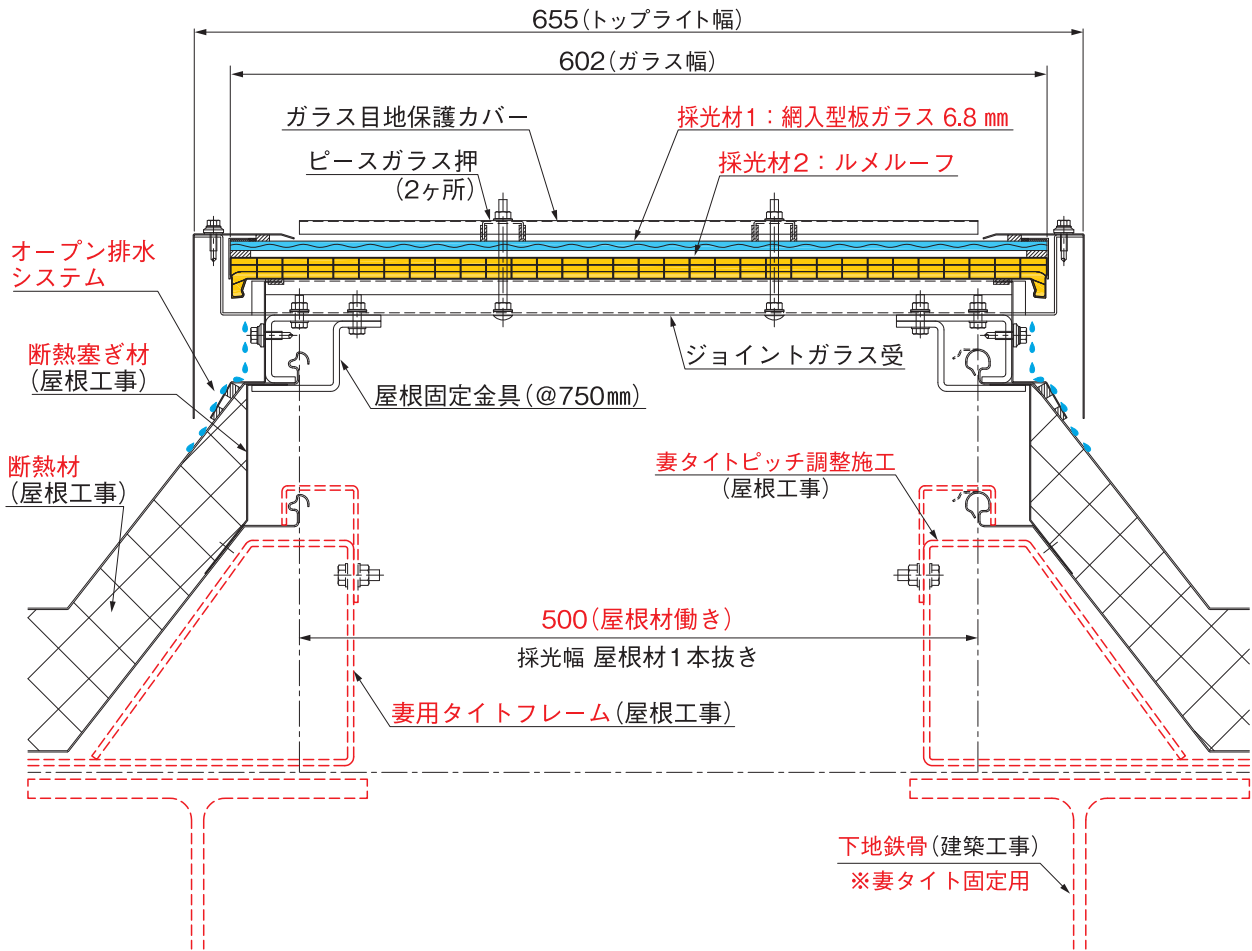 655(トップライト幅)
602(ガラス幅)
ガラス目地保護カバー
採光材1：網入型板ガラス 6.8 mm
ピースガラス押
(2ヶ所)
採光材2：ルメルーフ
オープン排水
システム
断熱塞ぎ材
(屋根工事)
ジョイントガラス受
屋根固定金具(@750mm)
断熱材
(屋根工事)
妻タイトピッチ調整施工
(屋根工事)
500(屋根材働き)
採光幅 屋根材1本抜き
妻用タイトフレーム(屋根工事)
下地鉄骨(建築工事)
※妻タイト固定用